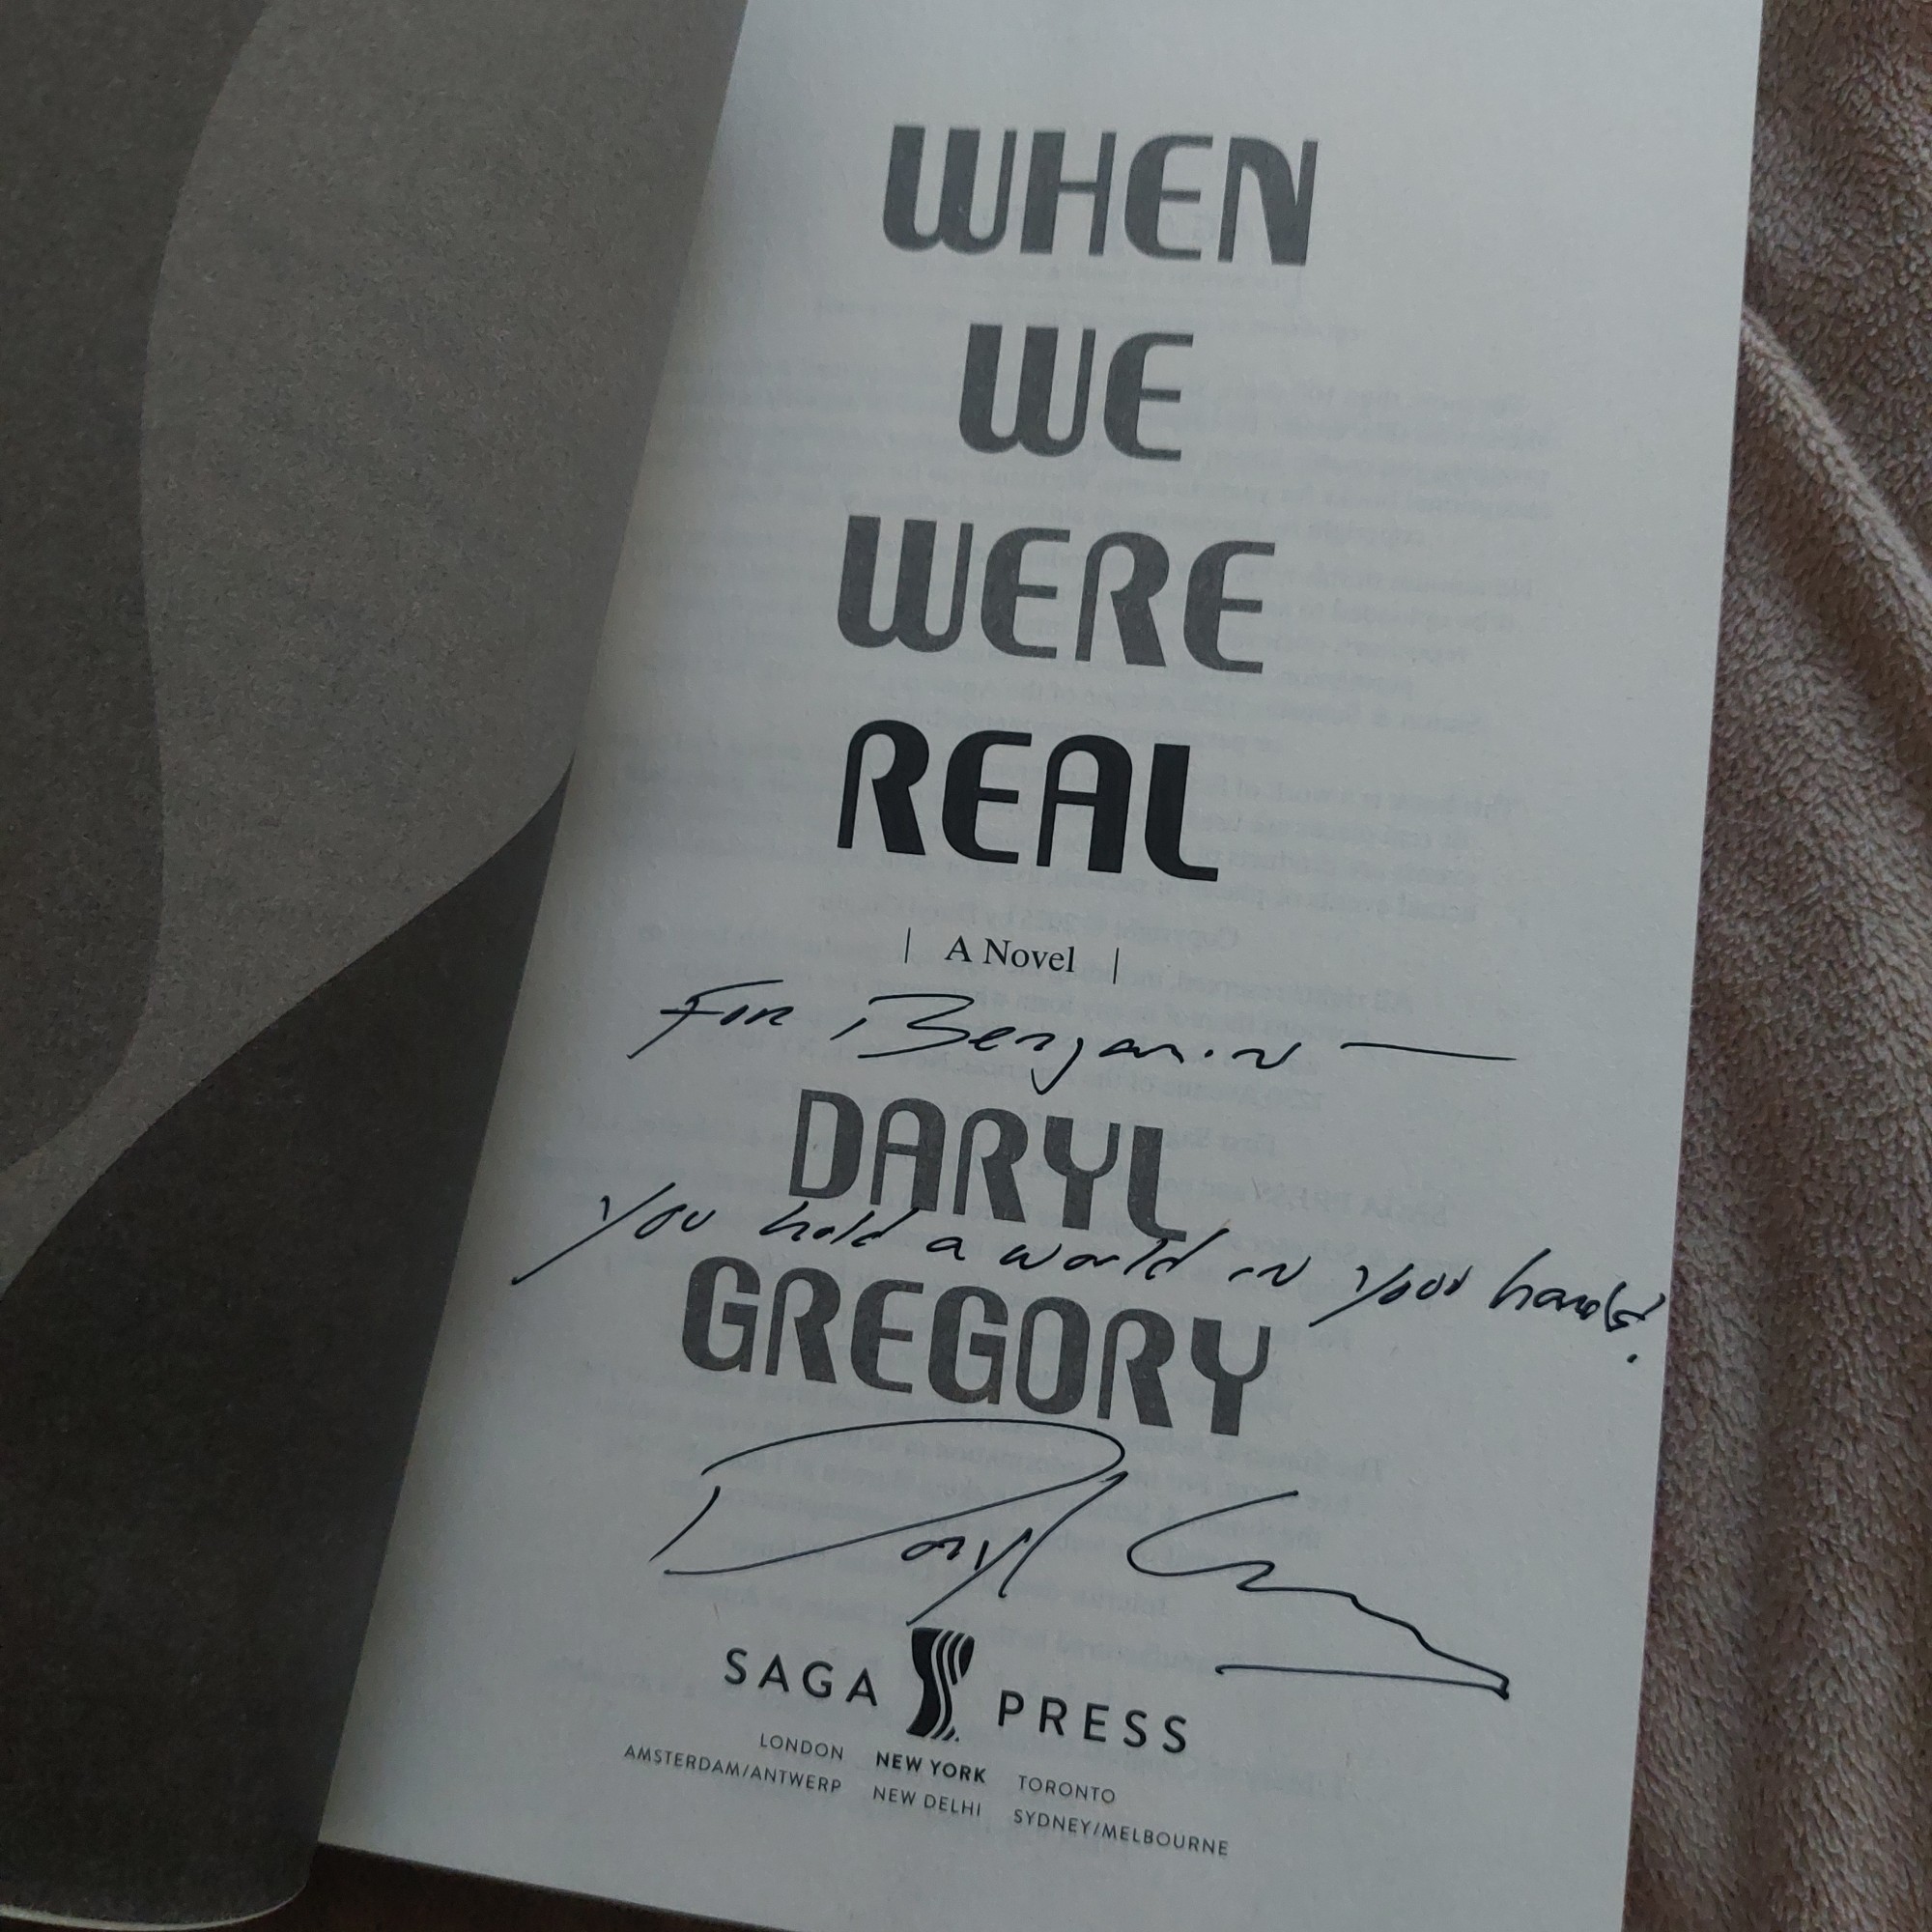 WHEN
WE
WERE
REAL
| A Novel |
For Benjamin —
DARYL
You hold a world in your hands!
GREGORY
Daryl G
SAGA PRESS
LONDON NEW YORK TORONTO
AMSTERDAM/ANTWERP NEW DELHI SYDNEY/MELBOURNE